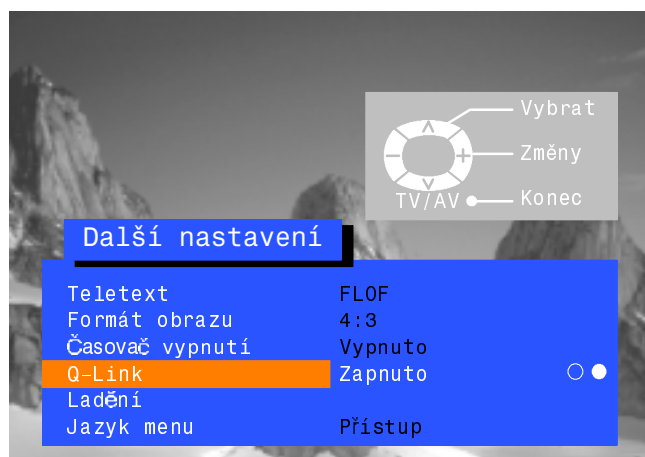 Vybrat
Změny
TV/AV Konec
Další nastavení
Teletext FLOF
Formát obrazu 4:3
Časovač vypnutí Vypnuto
Q-Link Zapnuto
Ladění
Jazyk menu Přístup